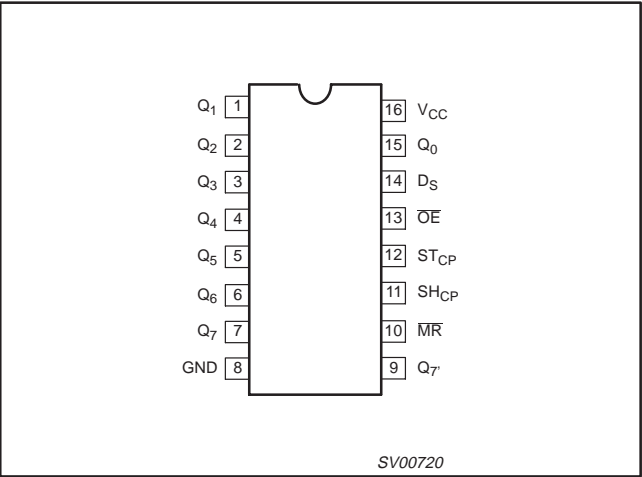 Q1 1 16 VCC
Q2 2 15 Q0
Q3 3 14 DS
Q4 4 13 OE
Q5 5 12 STCP
Q6 6 11 SHCP
Q7 7 10 MR
GND 8 9 Q7'
SV00720